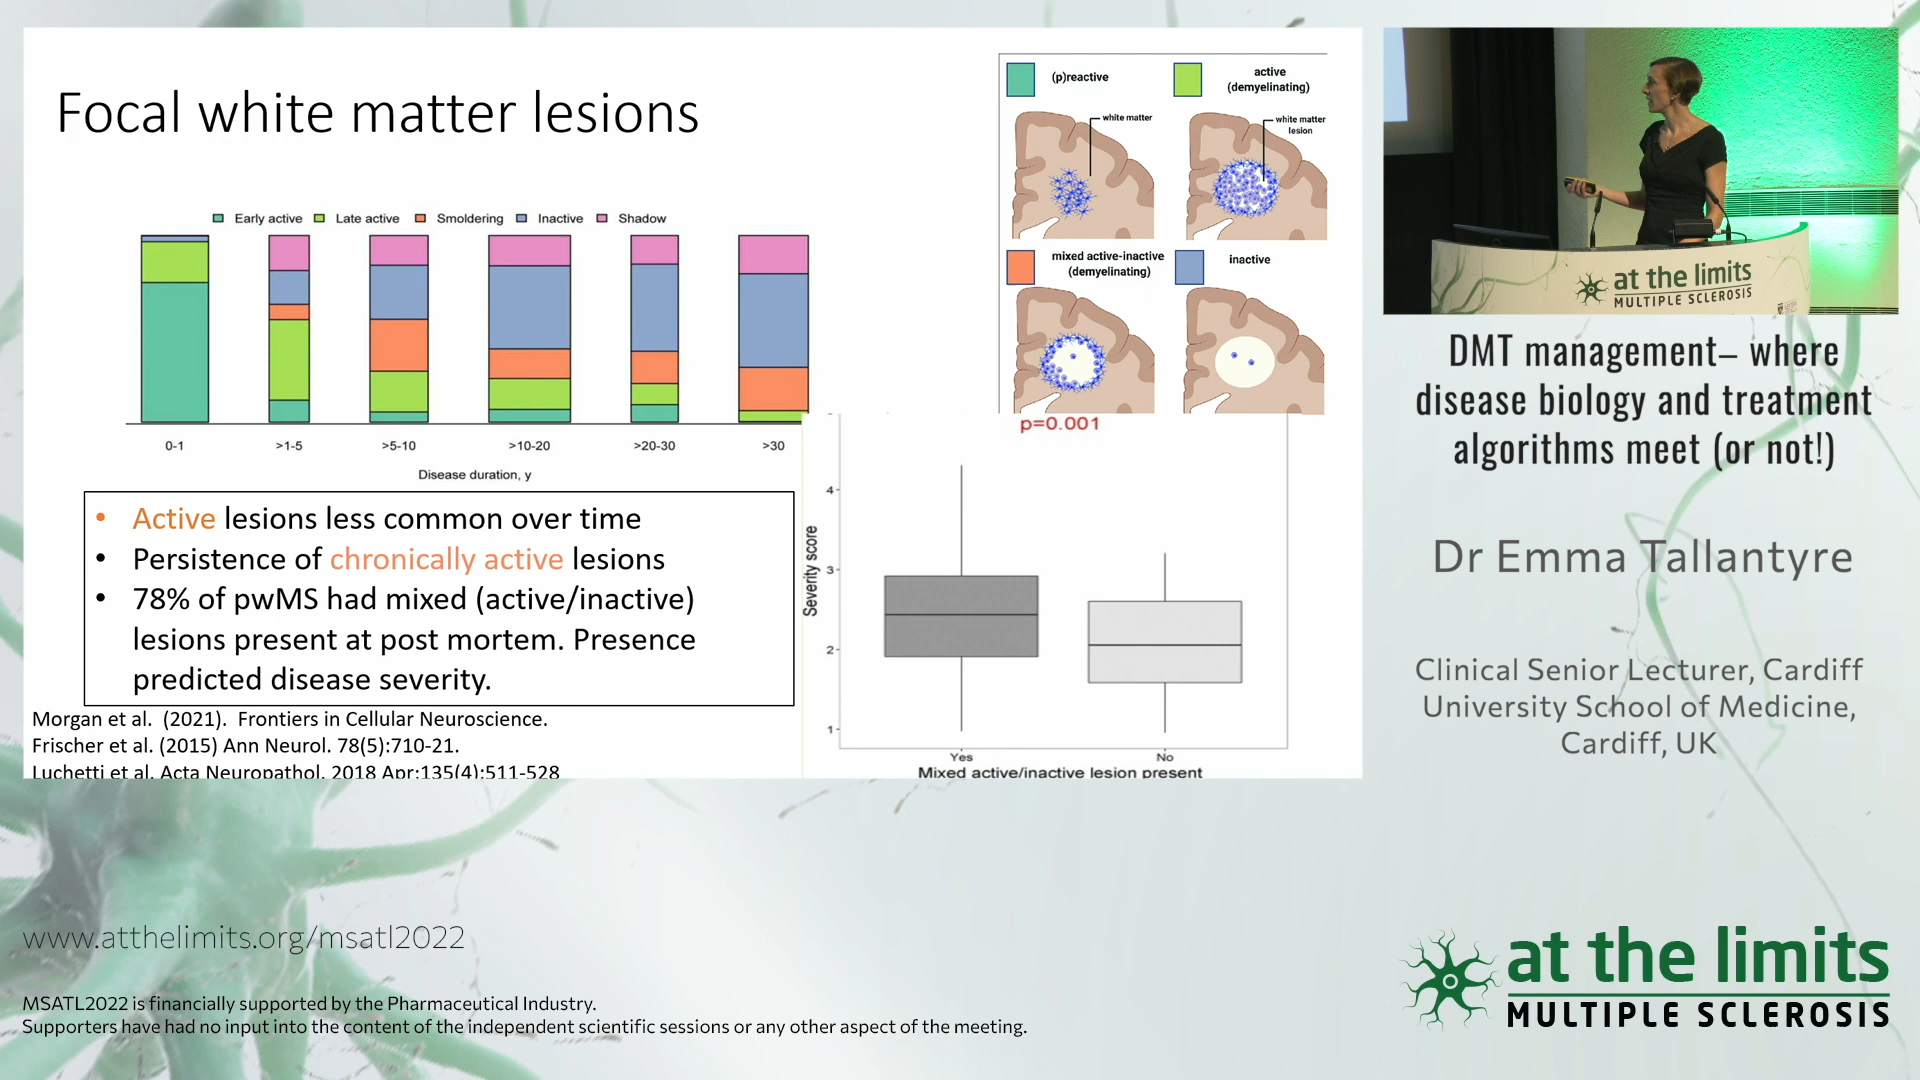 Focal white matter lesions
Early active
Late active
Smoldering
Inactive
Shadow
0-1
>1-5
>5-10
>10-20
>20-30
>30
Disease duration, y
(p)reactive
active
(demyelinating)
white matter
white matter
lesion
mixed active-inactive
(demyelinating)
inactive
• Active lesions less common over time
• Persistence of chronically active lesions
• 78% of pwMS had mixed (active/inactive)
lesions present at post mortem. Presence
predicted disease severity.
p=0.001
Severity score
4
3
2
1
Yes
No
Mixed active/inactive lesion present
Morgan et al. (2021). Frontiers in Cellular Neuroscience.
Frischer et al. (2015) Ann Neurol. 78(5):710-21.
Luchetti et al. Acta Neuropathol. 2018 Apr;135(4):511-528
at the limits
MULTIPLE SCLEROSIS
DMT management– where
disease biology and treatment
algorithms meet (or not!)
Dr Emma Tallantyre
Clinical Senior Lecturer, Cardiff
University School of Medicine,
Cardiff, UK
www.atthelimits.org/msatl2022
MSATL2022 is financially supported by the Pharmaceutical Industry.
Supporters have had no input into the content of the independent scientific sessions or any other aspect of the meeting.
at the limits
MULTIPLE SCLEROSIS